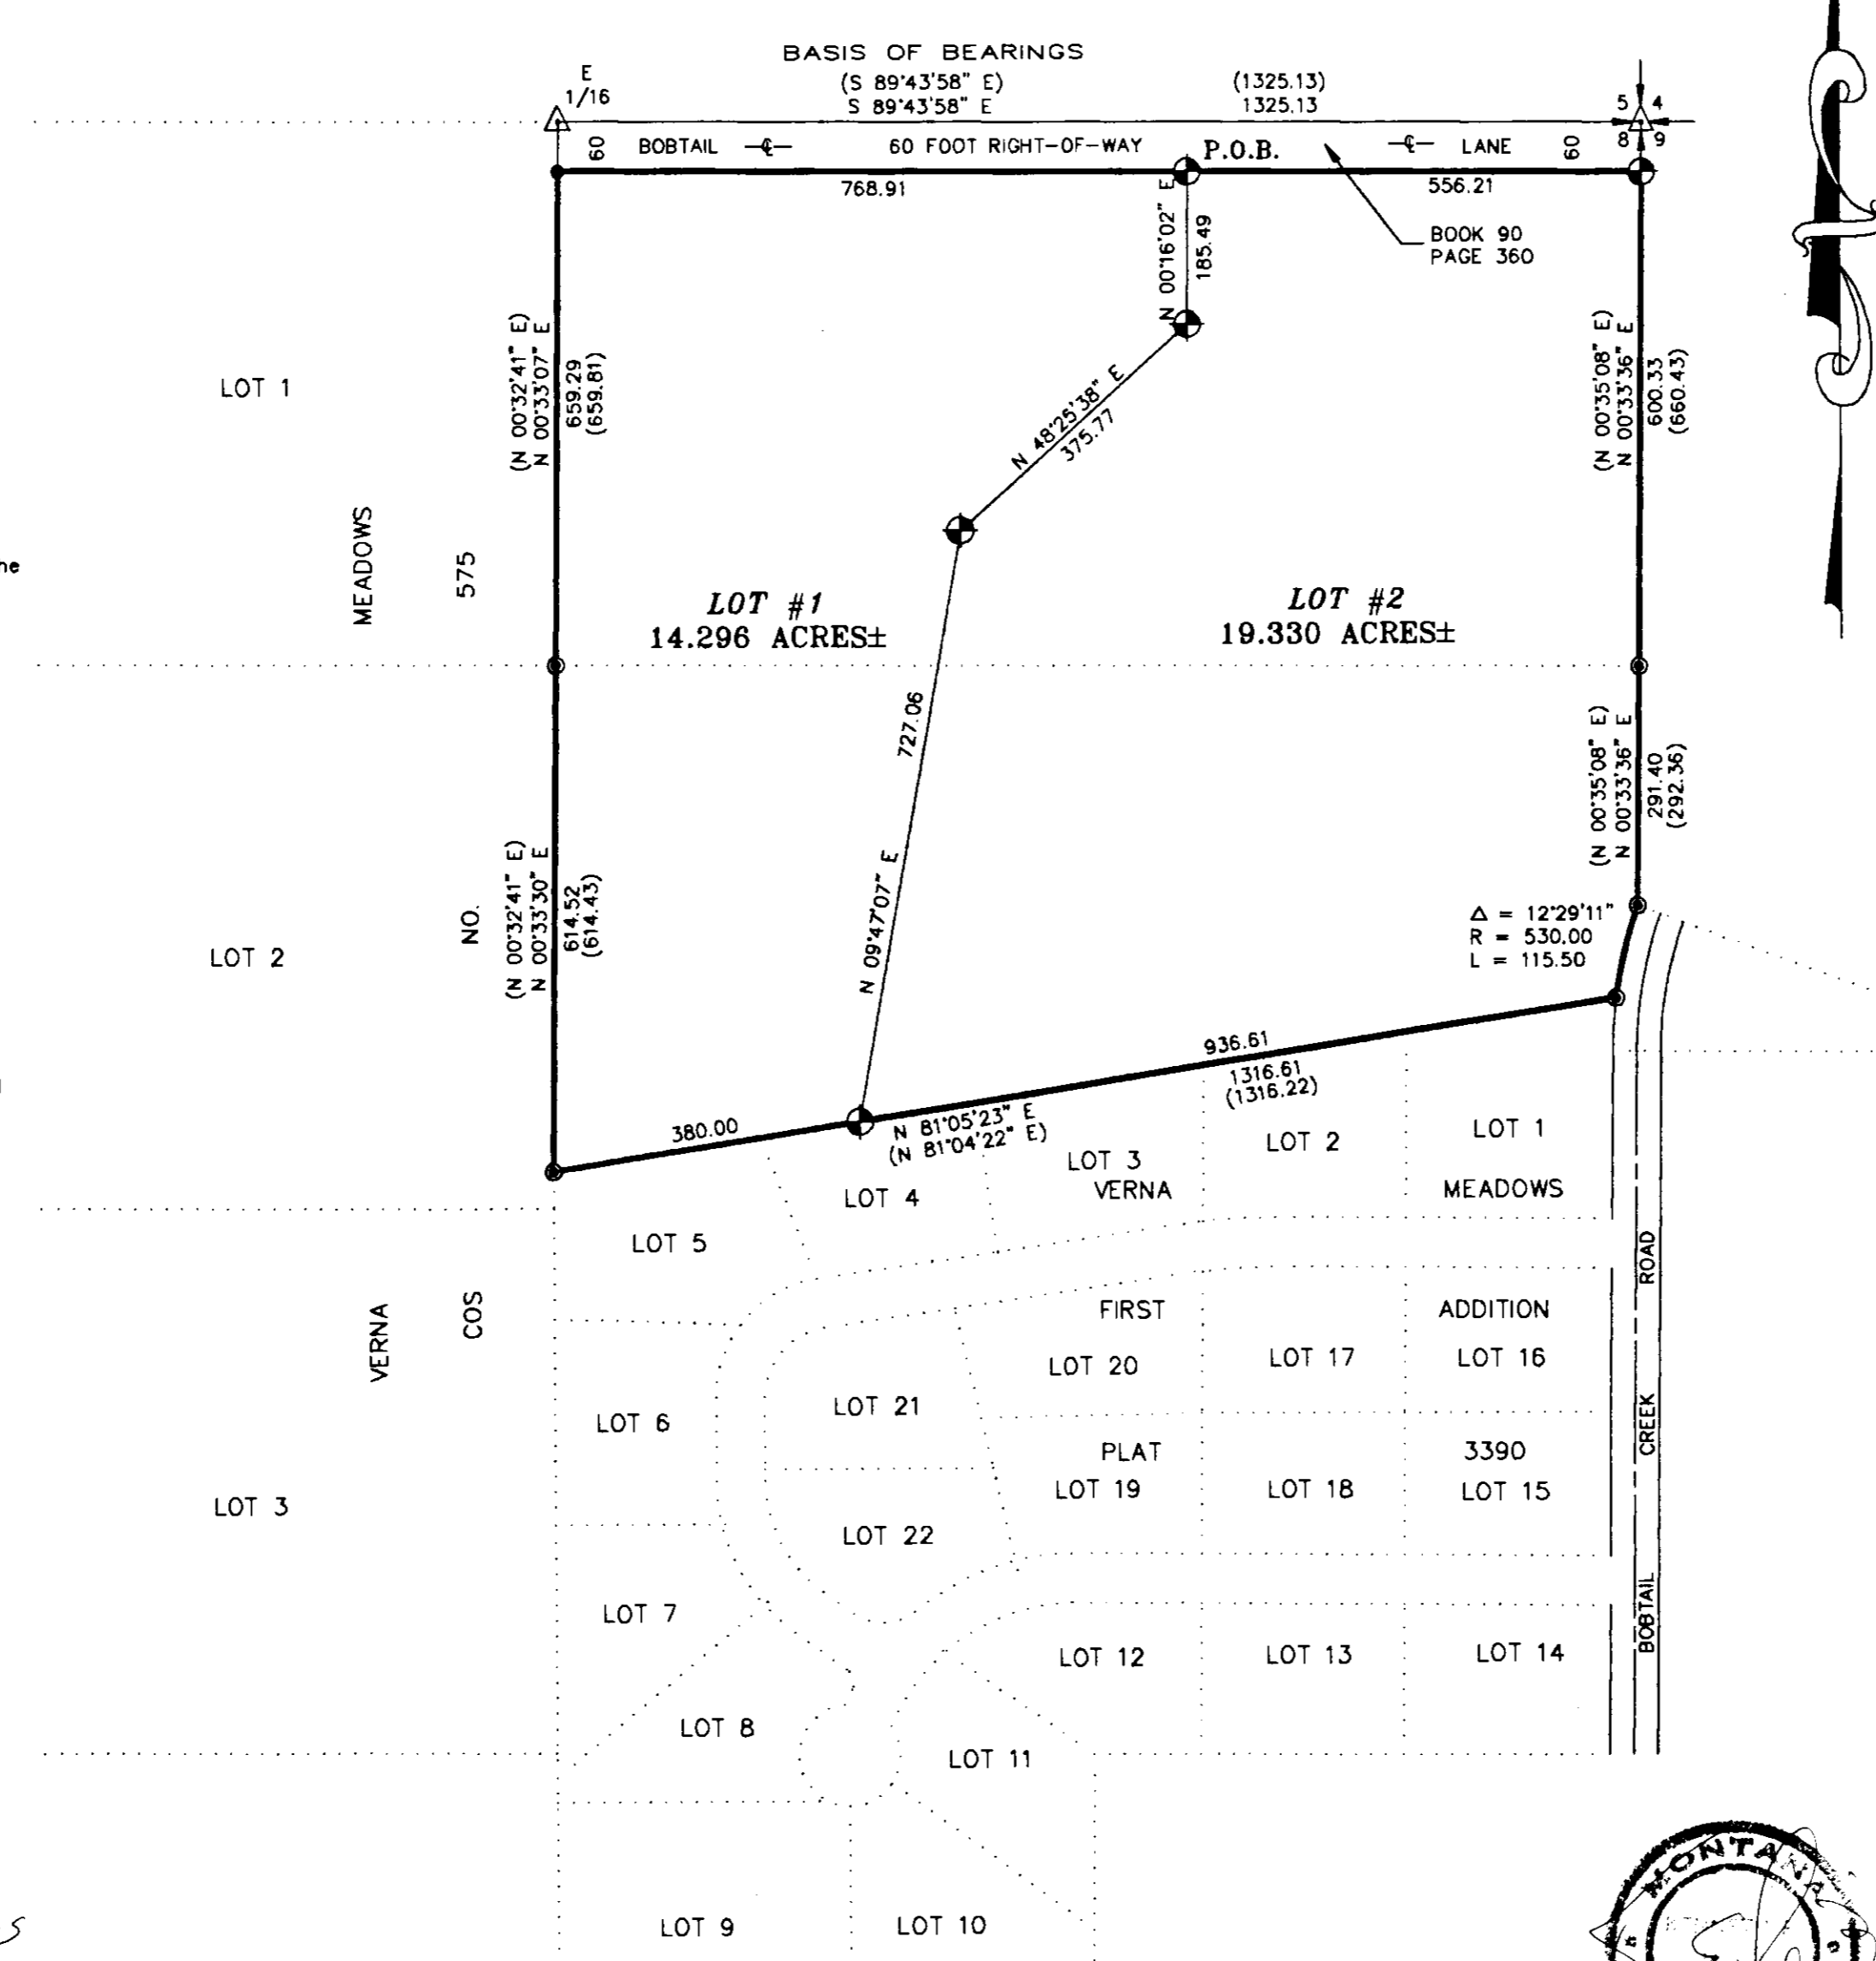 BASIS OF BEARINGS
(S 89°43'58" E)
(1325.13)
S 89°43'58" E
1325.13
E
1/16
5 4
8 9
60
BOBTAIL
60 FOOT RIGHT-OF-WAY
P.O.B.
LANE
60
768.91
556.21
BOOK 90
PAGE 360
N 00°16'02" E
185.49
N 48°25'38" E
375.77
(N 00°32'41" E)
N 00°33'07" E
659.29
(659.81)
(N 00°35'08" E)
N 00°33'36" E
600.33
(660.43)
LOT 1
MEADOWS
575
ne
LOT #1
14.296 ACRES±
LOT #2
19.330 ACRES±
727.06
N 09°47'07" E
(N 00°35'08" E)
N 00°33'36" E
291.40
(292.36)
(N 00°32'41" E)
N 00°33'30" E
614.52
(614.43)
NO.
LOT 2
Δ = 12°29'11"
R = 530.00
L = 115.50
936.61
1316.61
(1316.22)
380.00
N 81°05'23" E
(N 81°04'22" E)
LOT 1
LOT 2
LOT 3
VERNA
MEADOWS
LOT 4
LOT 5
VERNA
COS
FIRST
ADDITION
LOT 20
LOT 17
LOT 16
LOT 21
LOT 6
PLAT
3390
LOT 19
LOT 18
LOT 15
LOT 3
LOT 22
LOT 7
LOT 12
LOT 13
LOT 14
LOT 8
LOT 11
LOT 9
LOT 10
BOBTAIL CREEK ROAD
MONTANA